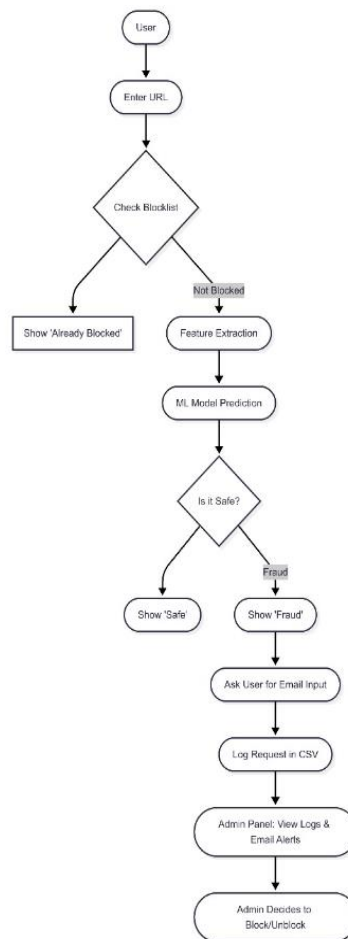 User
Enter URL
Check Blocklist
Not Blocked
Show 'Already Blocked'
Feature Extraction
ML Model Prediction
Is it Safe?
Fraud
Show 'Safe'
Show 'Fraud'
Ask User for Email Input
Log Request in CSV
Admin Panel: View Logs &
Email Alerts
Admin Decides to
Block/Unblock